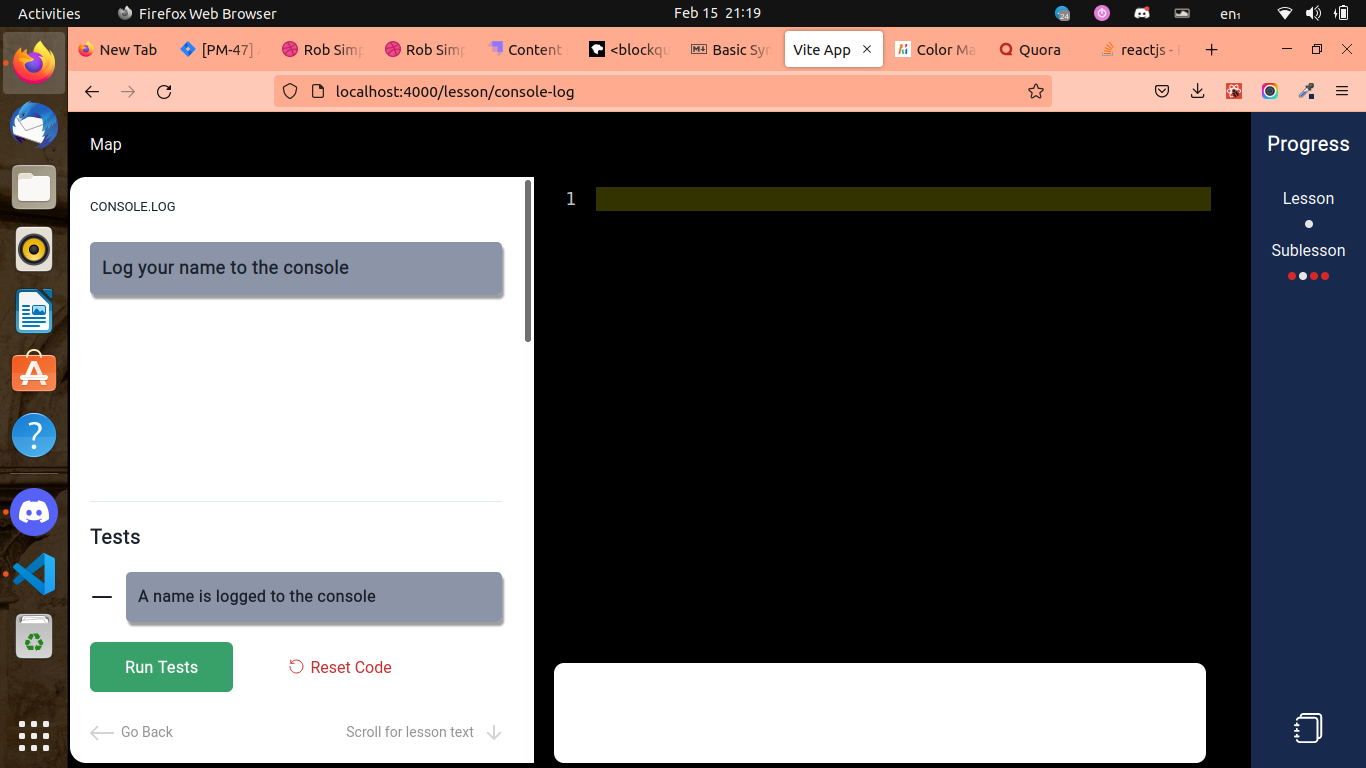 Activities
Firefox Web Browser
Feb 15 21:19
24
en₁
New Tab
[PM-47]
Rob Simp
Rob Simp
Content
<blockqu
Basic Syn
Vite App
Color Ma
Quora
reactjs -
localhost:4000/lesson/console-log
Map
Progress
CONSOLE.LOG
1
Lesson
Sublesson
Log your name to the console
Tests
A name is logged to the console
Run Tests
Reset Code
Go Back
Scroll for lesson text